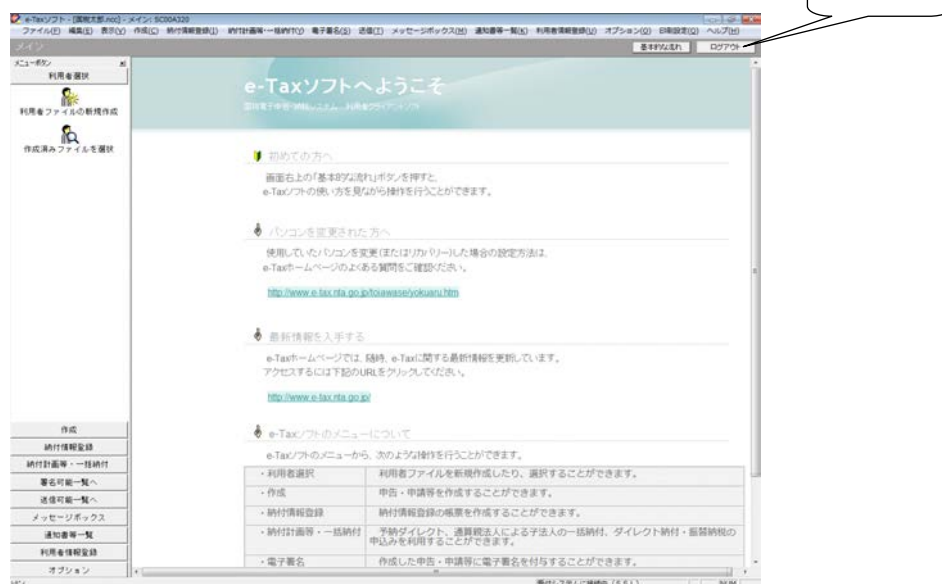 e-Taxソフト - [国税太郎.ncc] - メイン: SC00A320
ファイル(F) 編集(E) 表示(V) 作成(C) 納付情報登録(I) 納付計画等・一括納付(Y) 電子署名(S) 送信(T) メッセージボックス(M) 通知書等一覧(K) 利用者情報登録(U) オプション(O) 印刷設定(O) ヘルプ(H)
メイン
基本的な流れ ログアウト
メニューボタン
利用者選択
利用者ファイルの新規作成
作成済みファイルを選択
e-Taxソフトへようこそ
初めての方へ
画面右上の「基本的な流れ」ボタンを押すと、
e-Taxソフトの使い方を見ながら操作を行うことができます。
パソコンを変更された方へ
使用していたパソコンを変更(またはリカバリー)した場合の設定方法は、
e-Taxホームページのよくある質問をご確認ください。
http://www.e-tax.nta.go.jp/toiawase/yokuaru.htm
最新情報を入手する
e-Taxホームページでは、随時、e-Taxに関する最新情報を更新しています。
アクセスするには下記のURLをクリックしてください。
http://www.e-tax.nta.go.jp/
e-Taxソフトのメニューについて
e-Taxソフトのメニューから、次のような操作を行うことができます。
・利用者選択 利用者ファイルを新規作成したり、選択することができます。
・作成 申告・申請等を作成することができます。
・納付情報登録 納付情報登録の帳票を作成することができます。
・納付計画等・一括納付 予納ダイレクト、通算親法人による子法人の一括納付、ダイレクト納付・振替納税の
申込みを利用することができます。
・電子署名 作成した申告・申請等に電子署名を付与することができます。
作成
納付情報登録
納付計画等・一括納付
署名可能一覧へ
送信可能一覧へ
メッセージボックス
通知書等一覧
利用者情報登録
オプション